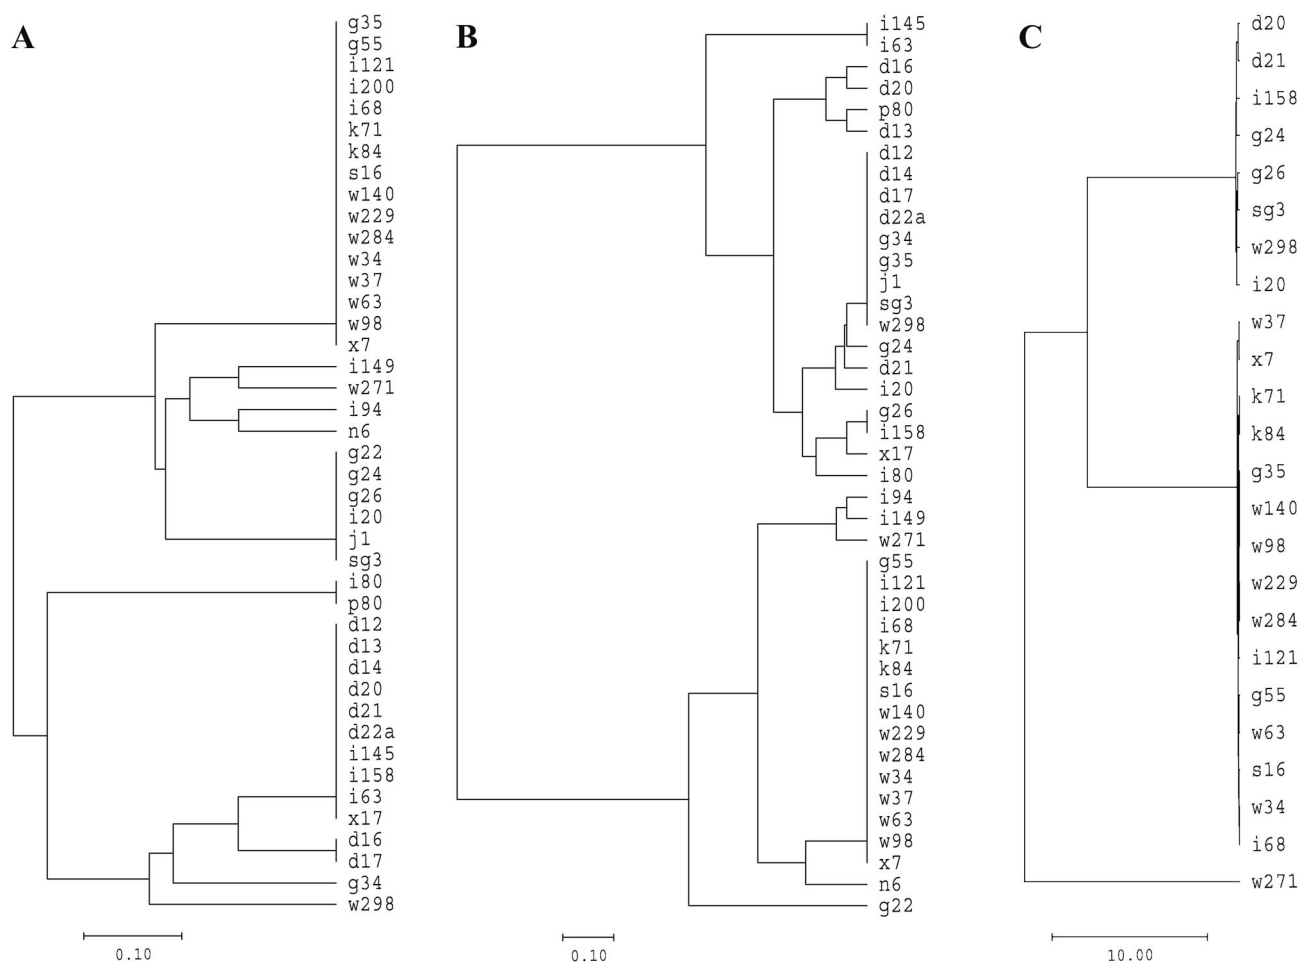 A
g35
g55
i121
i200
i68
k71
k84
s16
w140
w229
w284
w34
w37
w63
w98
x7
i149
w271
i94
n6
g22
g24
g26
i20
j1
sg3
i80
p80
d12
d13
d14
d20
d21
d22a
i145
i158
i63
x17
d16
d17
g34
w298
0.10
B
i145
i63
d16
d20
p80
d13
d12
d14
d17
d22a
g34
g35
j1
sg3
w298
g24
d21
i20
g26
i158
x17
i80
i94
i149
w271
g55
i121
i200
i68
k71
k84
s16
w140
w229
w284
w34
w37
w63
w98
x7
n6
g22
0.10
C
d20
d21
i158
g24
g26
sg3
w298
i20
w37
x7
k71
k84
g35
w140
w98
w229
w284
i121
g55
w63
s16
w34
i68
w271
10.00